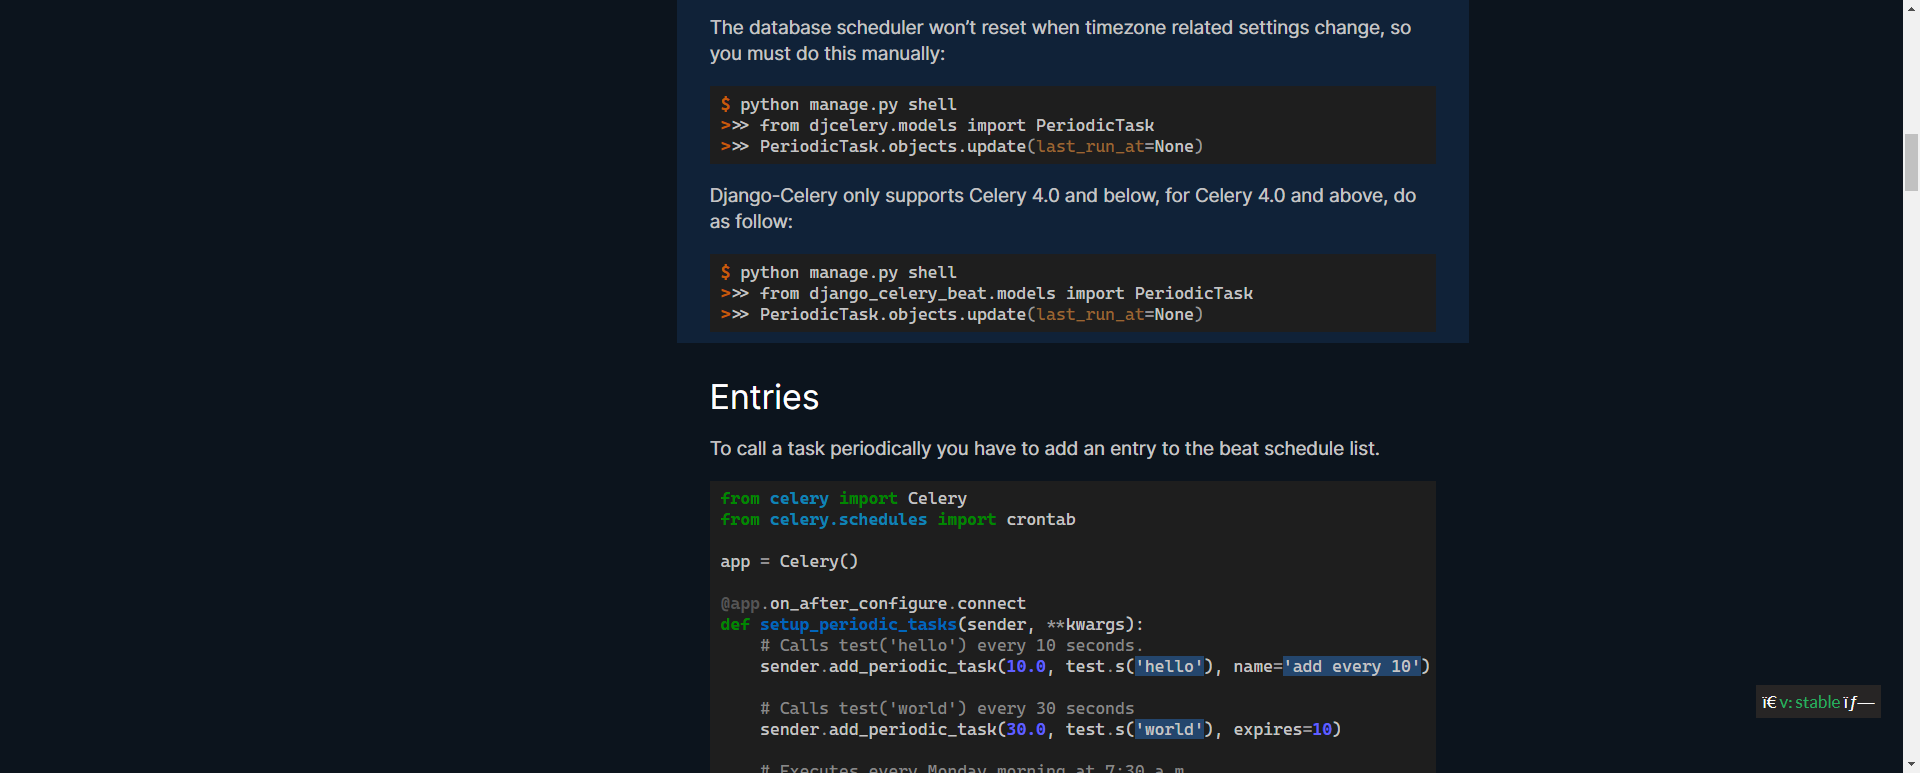 The database scheduler won’t reset when timezone related settings change, so
you must do this manually:
$ python manage.py shell
>>> from djcelery.models import PeriodicTask
>>> PeriodicTask.objects.update(last_run_at=None)
Django-Celery only supports Celery 4.0 and below, for Celery 4.0 and above, do
as follow:
$ python manage.py shell
>>> from django_celery_beat.models import PeriodicTask
>>> PeriodicTask.objects.update(last_run_at=None)
Entries
To call a task periodically you have to add an entry to the beat schedule list.
from celery import Celery
from celery.schedules import crontab
app = Celery()
@app.on_after_configure.connect
def setup_periodic_tasks(sender, **kwargs):
# Calls test('hello') every 10 seconds.
sender.add_periodic_task(10.0, test.s('hello'), name='add every 10')
# Calls test('world') every 30 seconds
sender.add_periodic_task(30.0, test.s('world'), expires=10)
# Executes every Monday morning at 7:30 a.m
ï€ v: stable ïƒ—